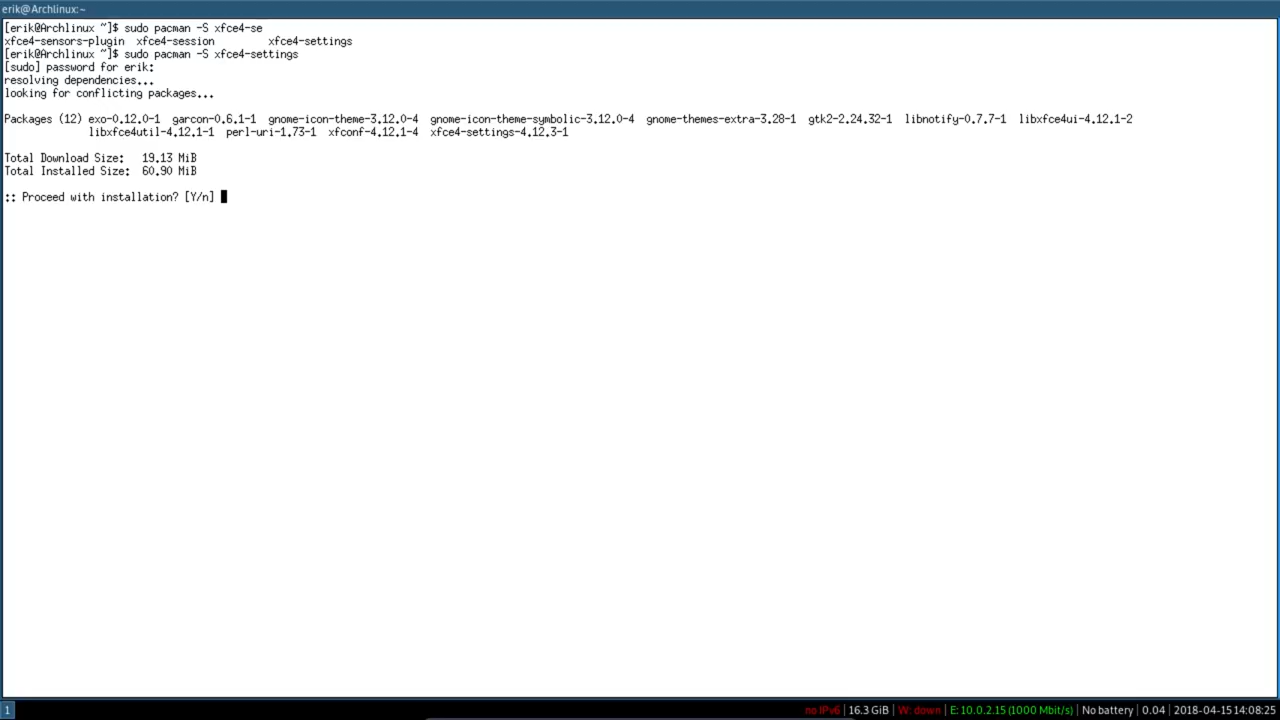 erik@Archlinux:~
[erik@Archlinux ~]$ sudo pacman -S xfce4-se
xfce4-sensors-plugin xfce4-session xfce4-settings
[erik@Archlinux ~]$ sudo pacman -S xfce4-settings
[sudo] password for erik:
resolving dependencies...
looking for conflicting packages...
Packages (12) exo-0.12.0-1 garcon-0.6.1-1 gnome-icon-theme-3.12.0-4 gnome-icon-theme-symbolic-3.12.0-4 gnome-themes-extra-3.28-1 gtk2-2.24.32-1 libnotify-0.7.7-1 libxfce4ui-4.12.1-2
libxfce4util-4.12.1-1 perl-uri-1.73-1 xfconf-4.12.1-4 xfce4-settings-4.12.3-1
Total Download Size: 19.13 MiB
Total Installed Size: 60.90 MiB
:: Proceed with installation? [Y/n]
1 no IPv6 | 16.3 GiB | W: down | E: 10.0.2.15 (1000 Mbit/s) | No battery | 0.04 | 2018-04-15 14:08:25